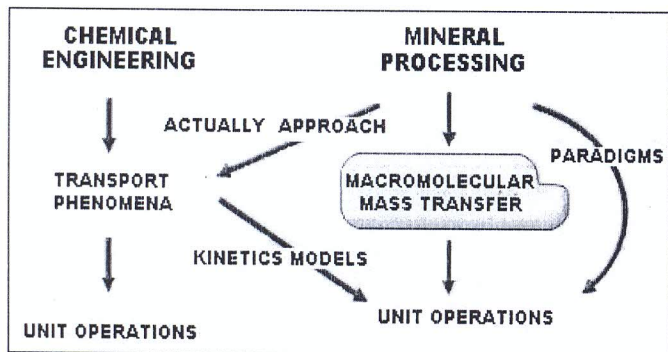 CHEMICAL
ENGINEERING
MINERAL
PROCESSING
ACTUALLY APPROACH
PARADIGMS
TRANSPORT
PHENOMENA
MACROMOLECULAR
MASS TRANSFER
KINETICS MODELS
UNIT OPERATIONS
UNIT OPERATIONS